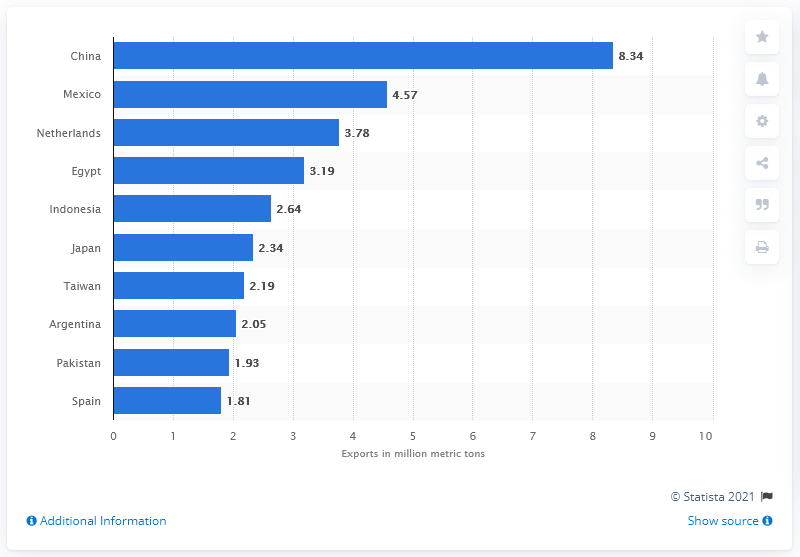 China 8.34
Mexico 4.57
Netherlands 3.78
Egypt 3.19
Indonesia 2.64
Japan 2.34
Taiwan 2.19
Argentina 2.05
Pakistan 1.93
Spain 1.81
0 1 2 3 4 5 6 7 8 9 10
Exports in million metric tons
© Statista 2021
Additional Information Show source